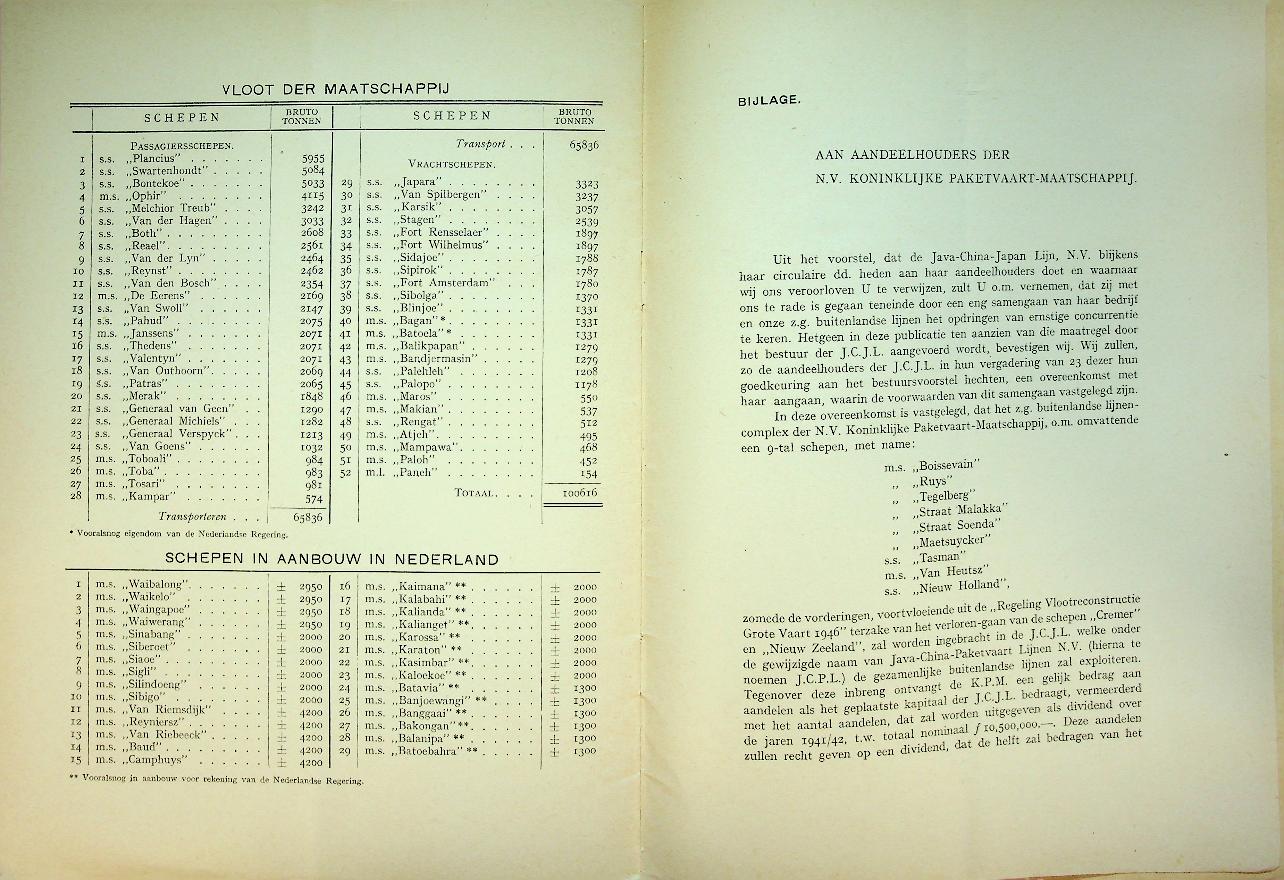 VLOOT DER MAATSCHAPPIJ
SCHEPEN BRUTO TONNEN SCHEPEN BRUTO TONNEN
PASSAGIERSSCHEPEN.
1 s.s. „Plancius” 5955
2 s.s. „Swartenhondt” 5084
3 s.s. „Bontekoe” 5033
4 m.s. „Ophir” 4115
5 s.s. „Melchior Treub” 3242
6 s.s. „Van der Hagen” 3033
7 s.s. „Both” 2608
8 s.s. „Reael” 2561
9 s.s. „Van der Lyn” 2464
10 s.s. „Reynst” 2462
11 s.s. „Van den Bosch” 2354
12 m.s. „De Eerens” 2169
13 s.s. „Van Swoll” 2147
14 s.s. „Pahud” 2075
15 m.s. „Janssens” 2071
16 s.s. „Thedens” 2071
17 s.s. „Valentyn” 2071
18 s.s. „Van Outhoorn” 2069
19 s.s. „Patras” 2065
20 s.s. „Merak” 1848
21 s.s. „Generaal van Geen” 1290
22 s.s. „Generaal Michiels” 1282
23 s.s. „Generaal Verspyck” 1213
24 s.s. „Van Goens” 1032
25 m.s. „Toboali” 984
26 m.s. „Toba” 983
27 m.s. „Tosari” 981
28 m.s. „Kampar” 574
Transporteren . . . 65836
Transport . . . 65836
VRACHTSCHEPEN.
29 s.s. „Japara” 3323
30 s.s. „Van Spilbergen” 3237
31 s.s. „Karsik” 3057
32 s.s. „Stagen” 2539
33 s.s. „Fort Rensselaer” 1897
34 s.s. „Fort Wilhelmus” 1897
35 s.s. „Sidajoe” 1788
36 s.s. „Sipirok” 1787
37 s.s. „Fort Amsterdam” 1780
38 s.s. „Sibolga” 1370
39 s.s. „Blinjoe” 1331
40 m.s. „Bagan” * 1331
41 m.s. „Batoela” * 1331
42 m.s. „Balikpapan” 1279
43 m.s. „Bandjermasin” 1279
44 s.s. „Palehleh” 1208
45 s.s. „Palopo” 1178
46 m.s. „Maros” 550
47 m.s. „Makian” 537
48 s.s. „Rengat” 512
49 m.s. „Atjeh” 495
50 m.s. „Mampawa” 468
51 m.s. „Paloh” 452
52 m.l. „Paneh” 154
TOTAAL. . . . 100616
* Vooralsnog eigendom van de Nederlandse Regering.
SCHEPEN IN AANBOUW IN NEDERLAND
1 m.s. „Waibalong” ± 2950
2 m.s. „Waikelo” ± 2950
3 m.s. „Waingapoe” ± 2950
4 m.s. „Waiwerang” ± 2950
5 m.s. „Sinabang” ± 2000
6 m.s. „Siberoet” ± 2000
7 m.s. „Siaoe” ± 2000
8 m.s. „Sigli” ± 2000
9 m.s. „Silindoeng” ± 2000
10 m.s. „Sibigo” ± 2000
11 m.s. „Van Riemsdijk” ± 4200
12 m.s. „Reyniersz” ± 4200
13 m.s. „Van Riebeeck” ± 4200
14 m.s. „Baud” ± 4200
15 m.s. „Camphuys” ± 4200
16 m.s. „Kaimana” ** ± 2000
17 m.s. „Kalabahi” ** ± 2000
18 m.s. „Kalianda” ** ± 2000
19 m.s. „Kalianget” ** ± 2000
20 m.s. „Karossa” ** ± 2000
21 m.s. „Karaton” ** ± 2000
22 m.s. „Kasimbar” ** ± 2000
23 m.s. „Kaloekoe” ** ± 2000
24 m.s. „Batavia” ** ± 1300
25 m.s. „Banjoewangi” ** ± 1300
26 m.s. „Banggaai” ** ± 1300
27 m.s. „Bakongan” ** ± 1300
28 m.s. „Balanipa” ** ± 1300
29 m.s. „Batoebahra” ** ± 1300
** Vooralsnog in aanbouw voor rekening van de Nederlandse Regering.
BIJLAGE.
AAN AANDEELHOUDERS DER
N.V. KONINKLIJKE PAKETVAART-MAATSCHAPPIJ.
Uit het voorstel, dat de Java-China-Japan Lijn, N.V. blijkens
haar circulaire dd. heden aan haar aandeelhouders doet en waarnaar
wij ons veroorloven U te verwijzen, zult U o.m. vernemen, dat zij met
ons te rade is gegaan teneinde door een eng samengaan van haar bedrijf
en onze z.g. buitenlandse lijnen het opdringen van ernstige concurrentie
te keren. Hetgeen in deze publicatie ten aanzien van die maatregel door
het bestuur der J.C.J.L. aangevoerd wordt, bevestigen wij. Wij zullen,
zo de aandeelhouders der J.C.J.L. in hun vergadering van 23 dezer hun
goedkeuring aan het bestuursvoorstel hechten, een overeenkomst met
haar aangaan, waarin de voorwaarden van dit samengaan vastgelegd zijn.
In deze overeenkomst is vastgelegd, dat het z.g. buitenlandse lijnen-
complex der N.V. Koninklijke Paketvaart-Maatschappij, o.m. omvattende
een 9-tal schepen, met name:
m.s. „Boissevain”
„ „Ruys”
„ „Tegelberg”
„ „Straat Malakka”
„ „Straat Soenda”
„ „Maetsuycker”
s.s. „Tasman”
m.s. „Van Heutsz”
s.s. „Nieuw Holland”,
zomede de vorderingen, voortvloeiende uit de „Regeling Vlootreconstructie
Grote Vaart 1946” terzake van het verloren-gaan van de schepen „Cremer”
en „Nieuw Zeeland”, zal worden ingebracht in de J.C.J.L. welke onder
de gewijzigde naam van Java-China-Paketvaart Lijnen N.V. (hierna te
noemen J.C.P.L.) de gezamenlijke buitenlandse lijnen zal exploiteren.
Tegenover deze inbreng ontvangt de K.P.M. een gelijk bedrag aan
aandelen als het geplaatste kapitaal der J.C.J.L. bedraagt, vermeerderd
met het aantal aandelen, dat zal worden uitgegeven als dividend over
de jaren 1941/42, t.w. totaal nominaal f 10,500,000.—. Deze aandelen
zullen recht geven op een dividend, dat de helft zal bedragen van het